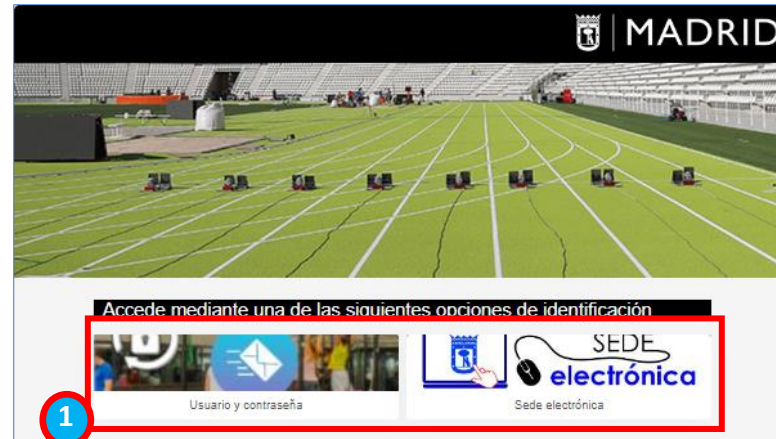 MADRID
Accede mediante una de las siguientes opciones de identificación
SEDE
electrónica
Usuario y contraseña
Sede electrónica
1